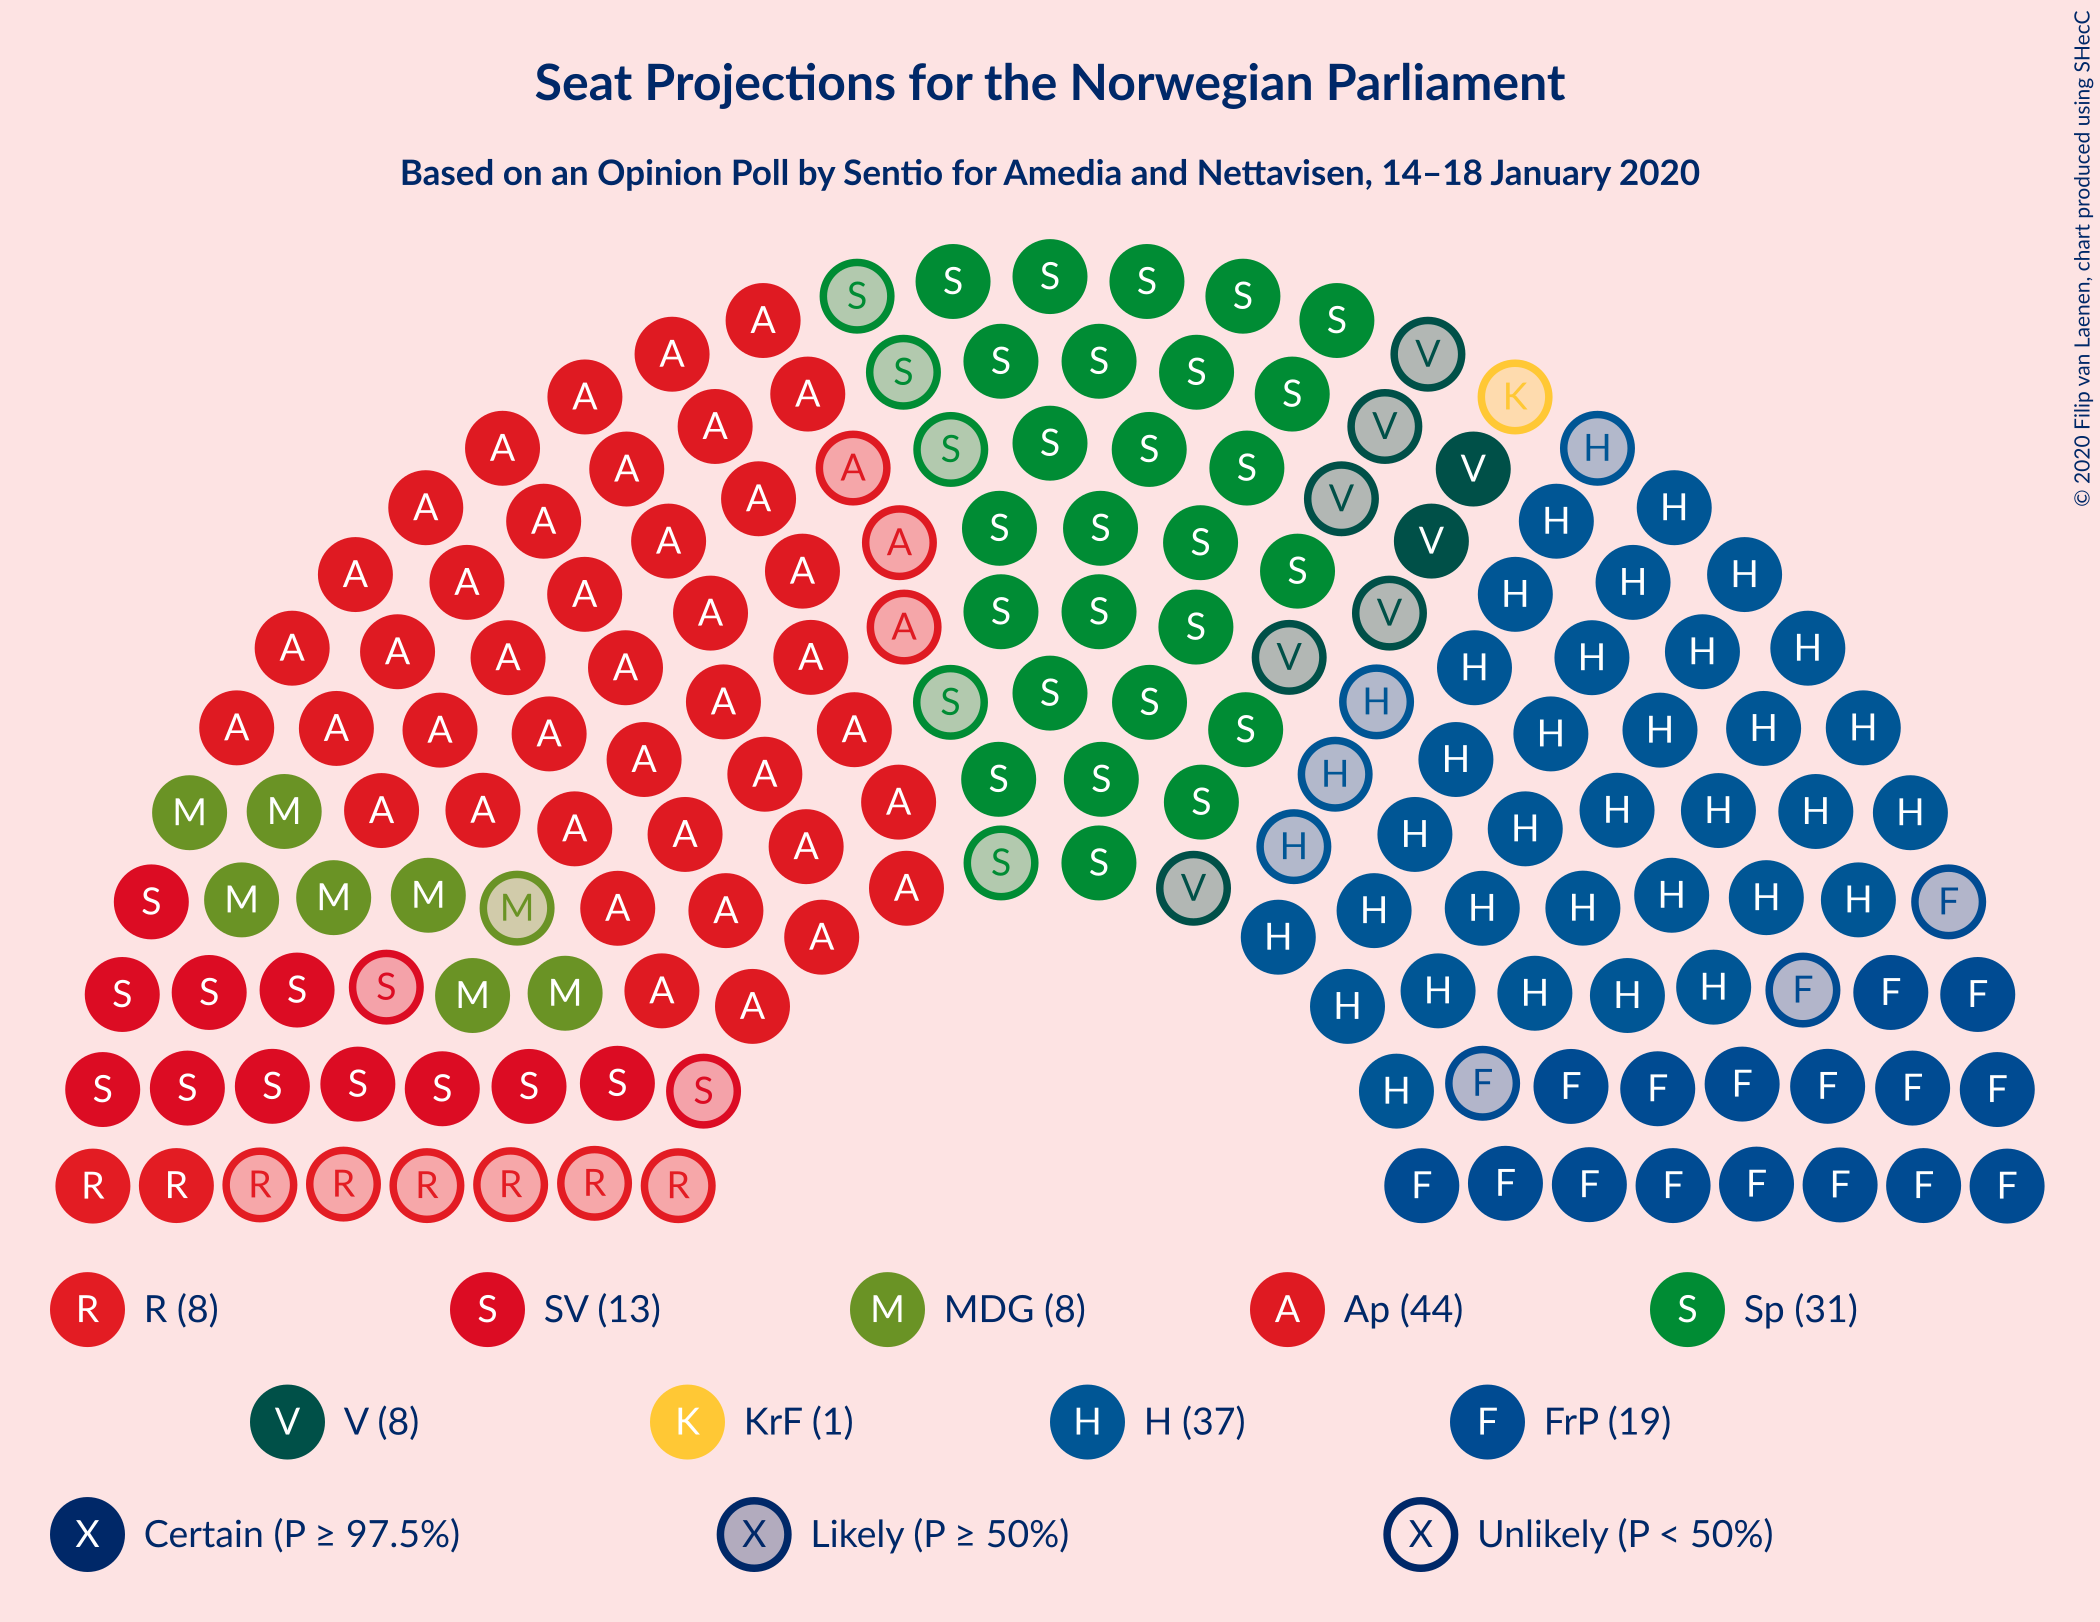 Seat Projections for the Norwegian Parliament
Based on an Opinion Poll by Sentio for Amedia and Nettavisen, 14–18 January 2020
© 2020 Filip van Laenen, chart produced using SHecC
S S S S S S
A A V
S S S S S
A K
A A V
S S S S
A H
A A A V V
S S S S
A A A A V H H
S S S S
A A A A V V H H H
S S S S
A A A A A H H H H H
S S S
A A A A A A H H H H H
S S V
M M A A A A A A H H H H H H H
S M M M M A A A H H H H H H H F
S S S S M M A A H H H H H F F F
S S S S S S S S H F F F F F F F
R R R R R R R R F F F F F F F F
R R (8) S SV (13) M MDG (8) A Ap (44) S Sp (31)
V V (8) K KrF (1) H H (37) F FrP (19)
X Certain (P ≥ 97.5%) X Likely (P ≥ 50%) X Unlikely (P < 50%)